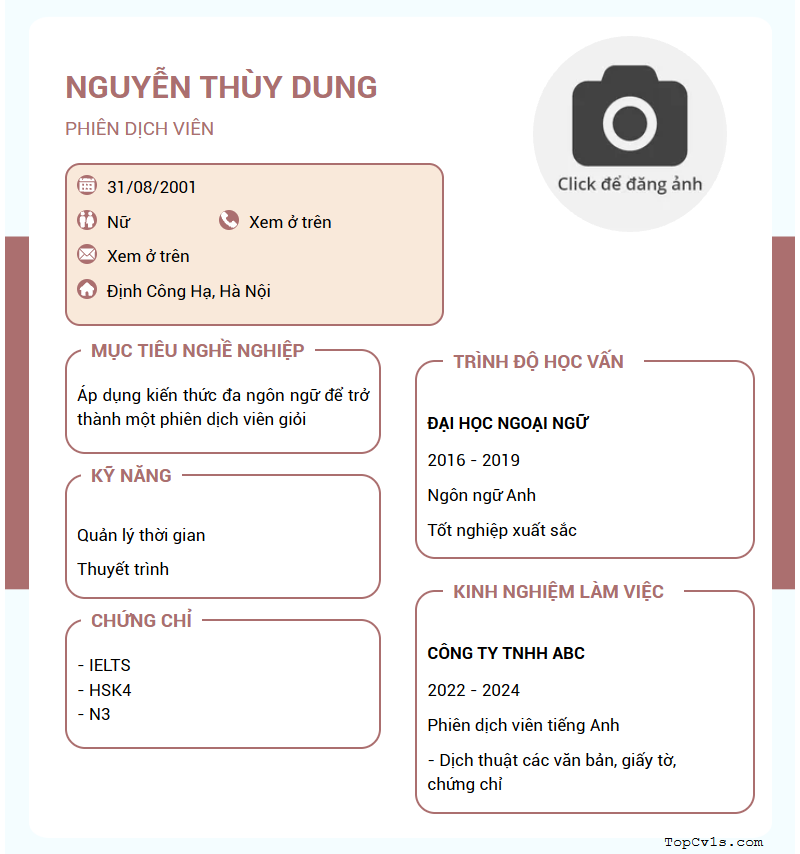 NGUYỄN THÙY DUNG
PHIÊN DỊCH VIÊN
Click để đăng ảnh
31/08/2001
Nữ
Xem ở trên
Xem ở trên
Định Công Hạ, Hà Nội
MỤC TIÊU NGHỀ NGHIỆP
Áp dụng kiến thức đa ngôn ngữ để trở
thành một phiên dịch viên giỏi
KỸ NĂNG
Quản lý thời gian
Thuyết trình
CHỨNG CHỈ
- IELTS
- HSK4
- N3
TRÌNH ĐỘ HỌC VẤN
ĐẠI HỌC NGOẠI NGỮ
2016 - 2019
Ngôn ngữ Anh
Tốt nghiệp xuất sắc
KINH NGHIỆM LÀM VIỆC
CÔNG TY TNHH ABC
2022 - 2024
Phiên dịch viên tiếng Anh
- Dịch thuật các văn bản, giấy tờ,
chứng chỉ
TopCv1s.com